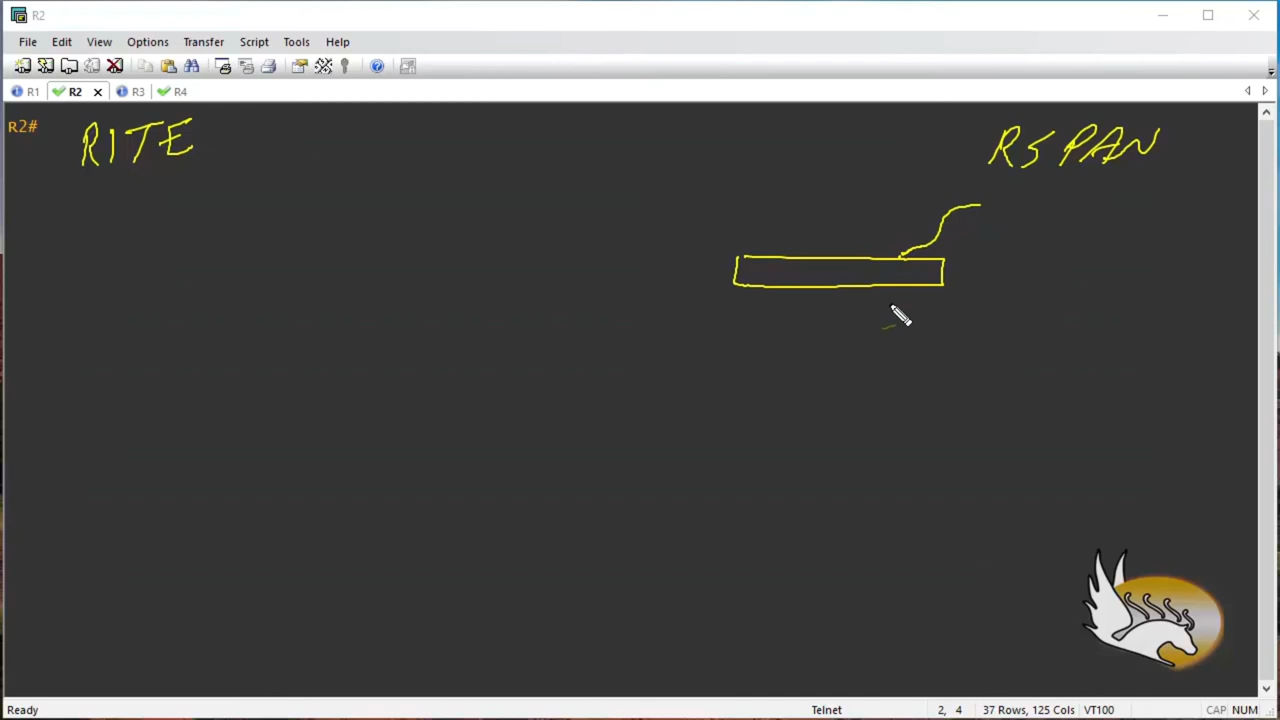 R2
File Edit View Options Transfer Script Tools Help
R1 R2 R3 R4
R2# RITE RSPAN
Ready Telnet 2, 4 37 Rows, 125 Cols VT100 CAP NUM